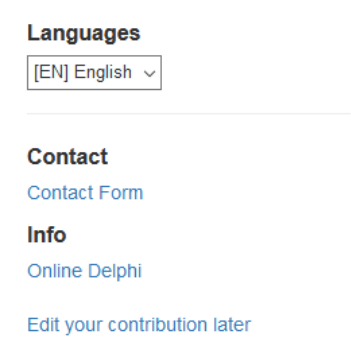 Languages
[EN] English
Contact
Contact Form
Info
Online Delphi
Edit your contribution later